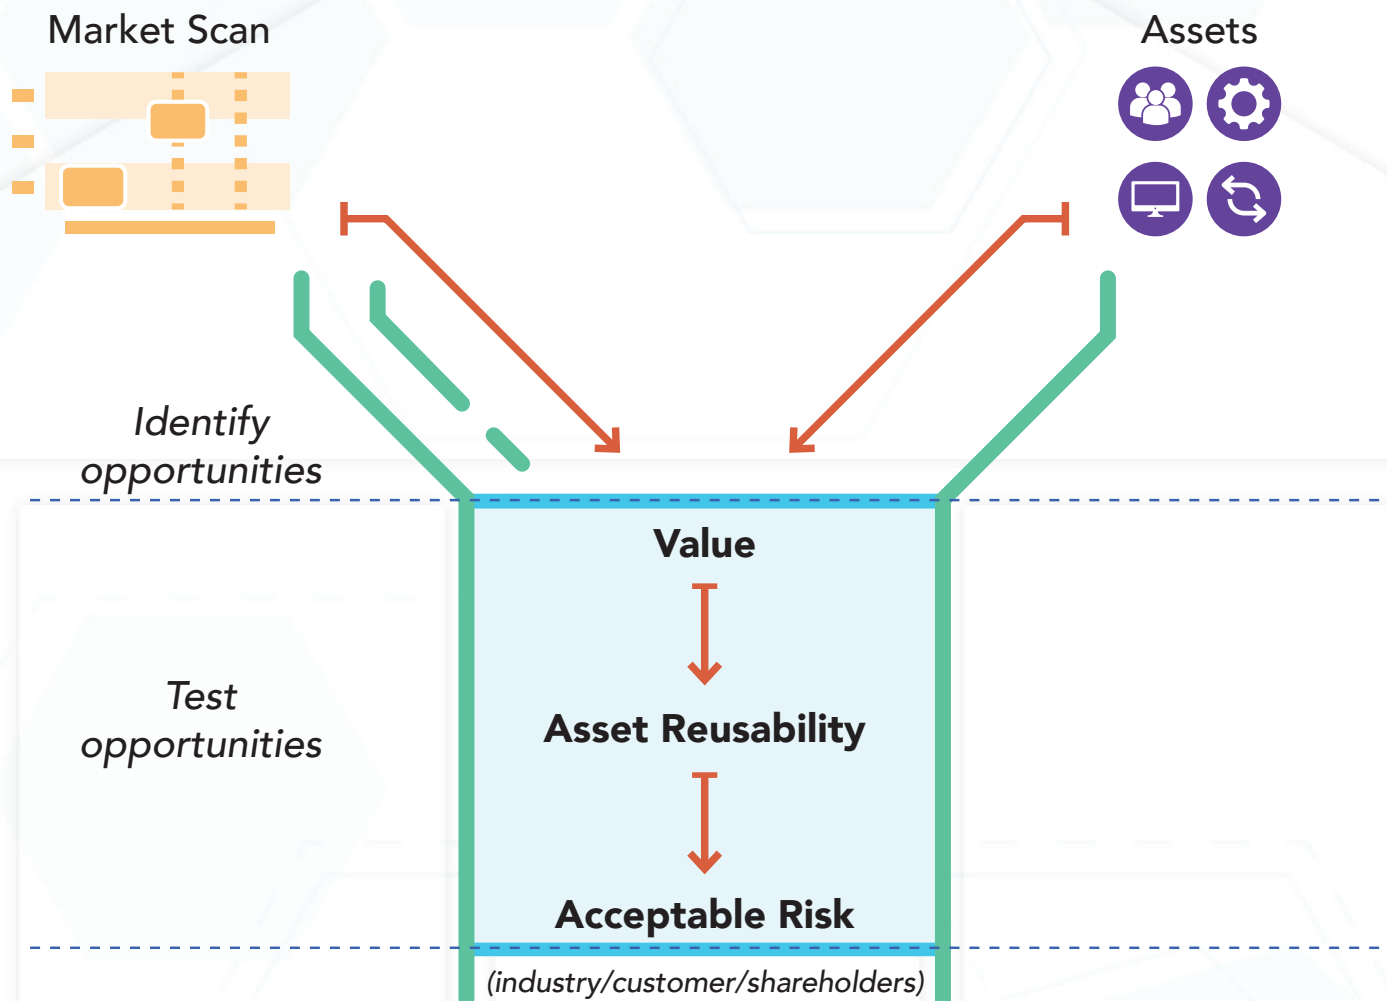 Market Scan
Assets
Identify
opportunities
Value
Test
opportunities
Asset Reusability
Acceptable Risk
(industry/customer/shareholders)